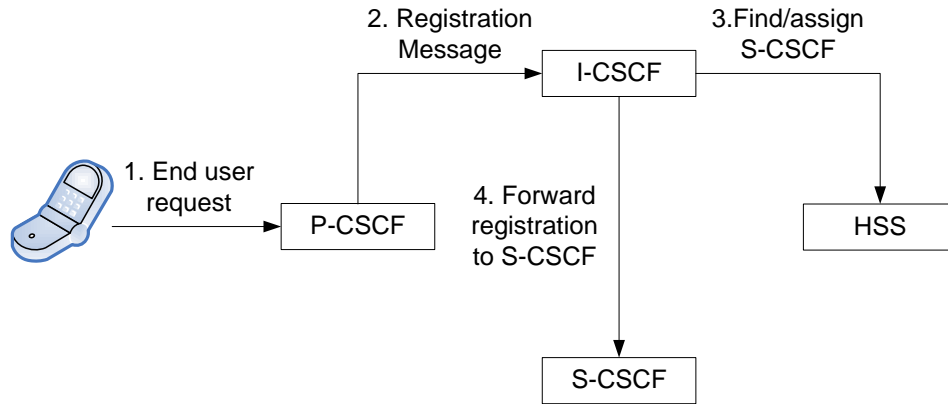 2. Registration
Message
3.Find/assign
S-CSCF
I-CSCF
1. End user
request
P-CSCF
4. Forward
registration
to S-CSCF
HSS
S-CSCF